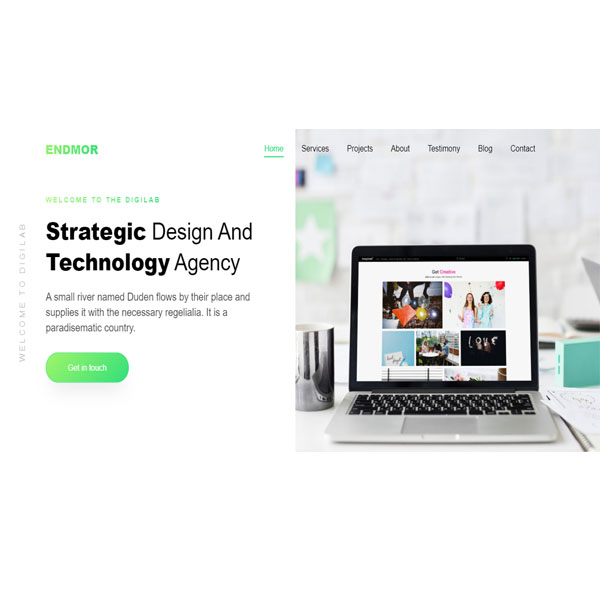 ENDMOR
Home Services Projects About Testimony Blog Contact
WELCOME TO THE DIGILAB
Strategic Design And
Technology Agency
A small river named Duden flows by their place and
supplies it with the necessary regelialia. It is a
paradisematic country.
Get in touch
WELCOME TO DIGILAB
Get Creative
LOVE